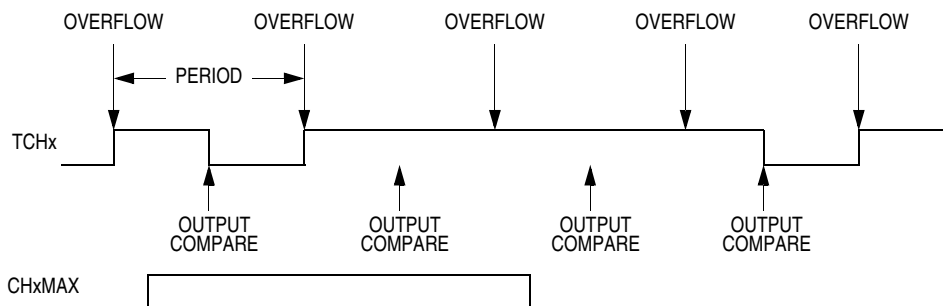 OVERFLOW OVERFLOW OVERFLOW OVERFLOW OVERFLOW
PERIOD
TCHx
OUTPUT COMPARE
OUTPUT COMPARE
OUTPUT COMPARE
OUTPUT COMPARE
CHxMAX